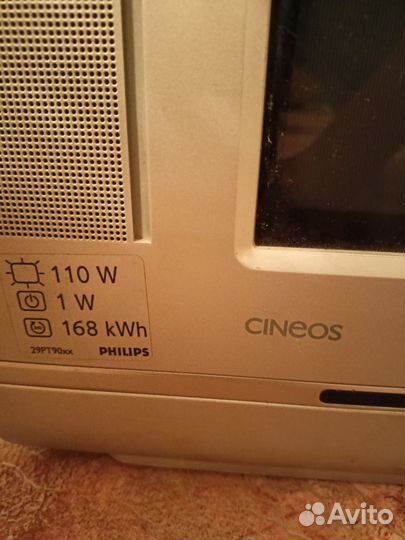 110 W
1 W
168 kWh
29PT90xx PHILIPS
CINEOS
Avito